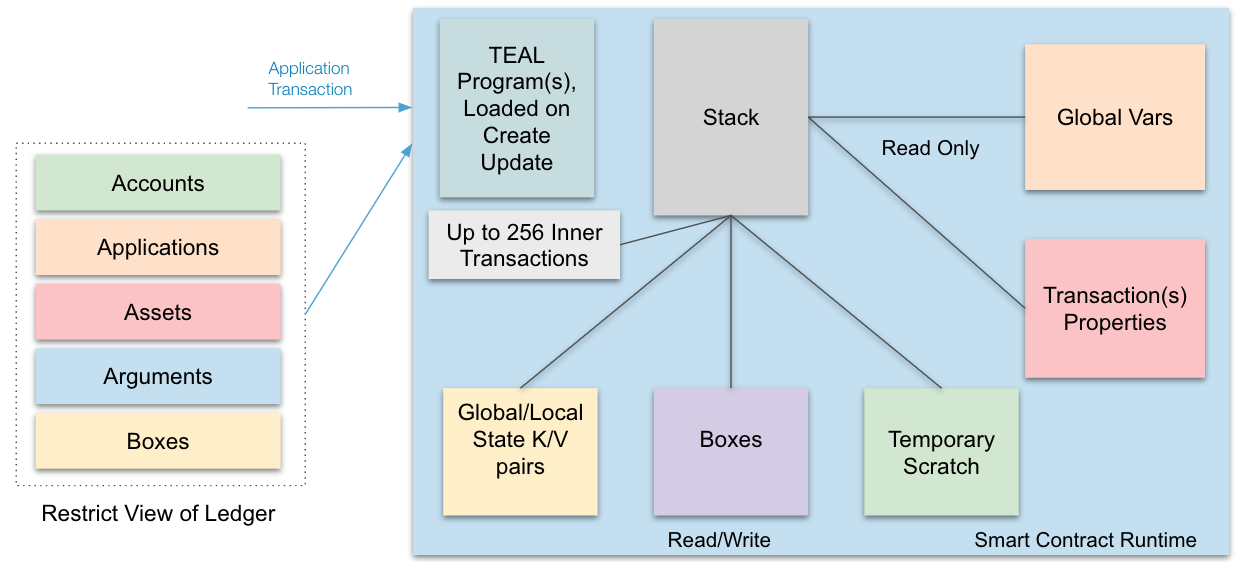 Application
Transaction
Accounts
Applications
Assets
Arguments
Boxes
Restrict View of Ledger
TEAL
Program(s),
Loaded on
Create
Update
Stack
Up to 256 Inner
Transactions
Read Only
Global Vars
Transaction(s)
Properties
Global/Local
State K/V
pairs
Boxes
Temporary
Scratch
Read/Write
Smart Contract Runtime